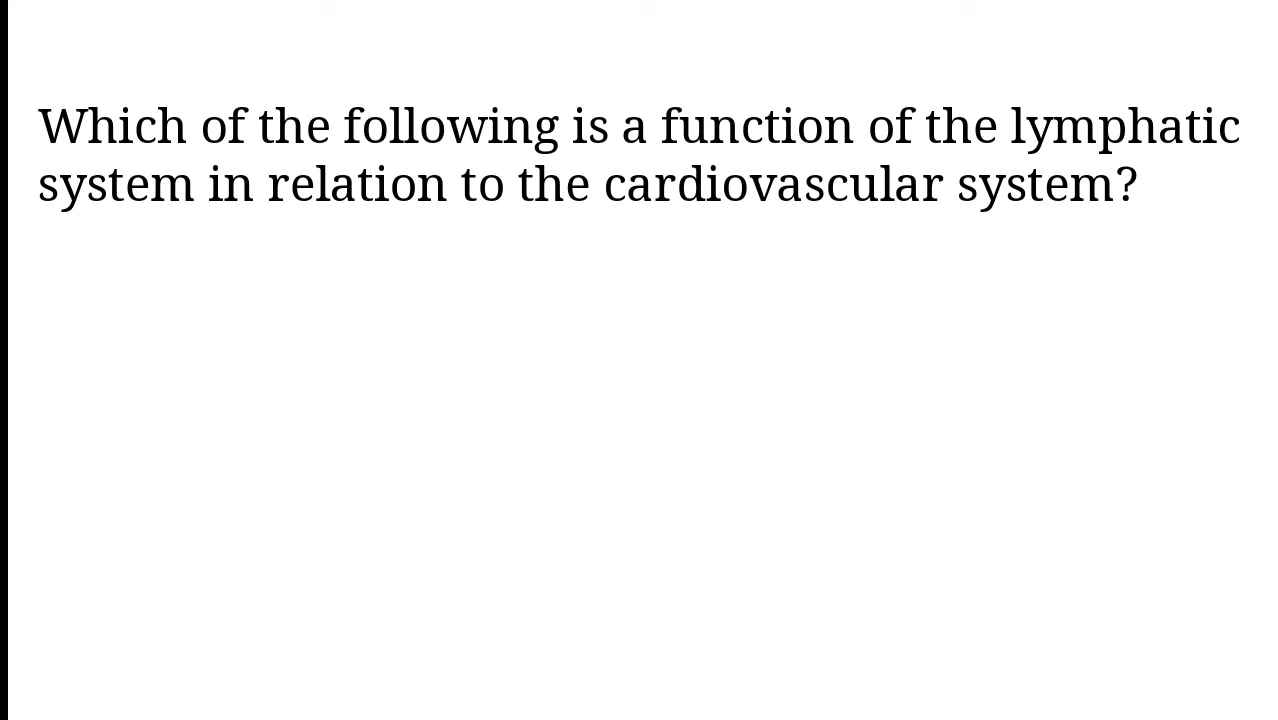 Which of the following is a function of the lymphatic
system in relation to the cardiovascular system?